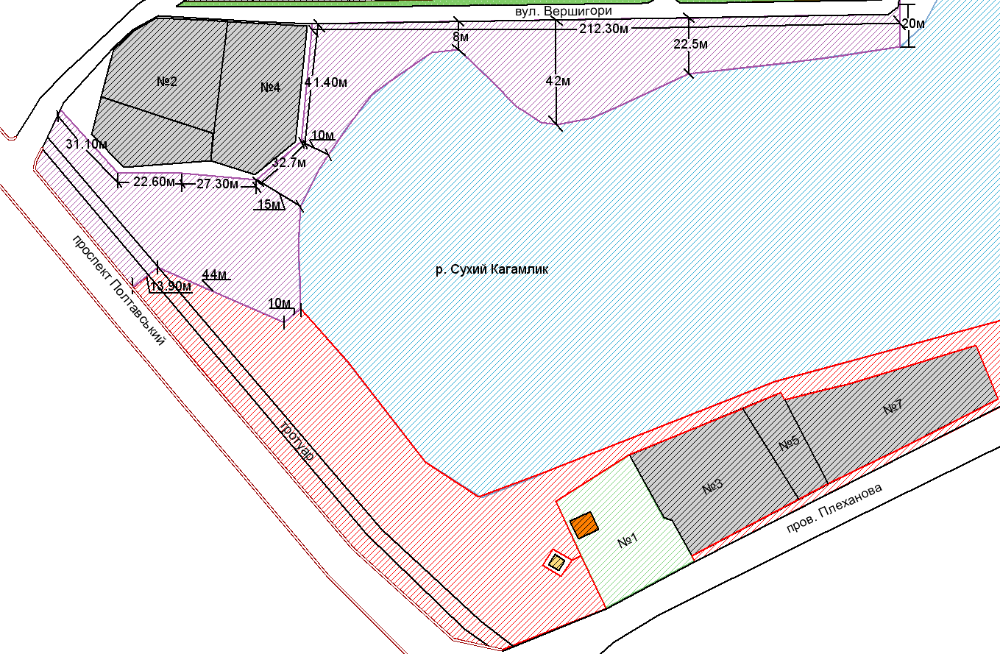 вул. Вершигори
20м
212.30м
8м
22.5м
42м
№2
№4
41.40м
10м
31.10м
32.7м
22.60м
27.30м
15м
р. Сухий Кагамлик
44м
13.90м
10м
проспект Полтавський
тротуар
№7
№5
№3
№1
пров. Плеханова